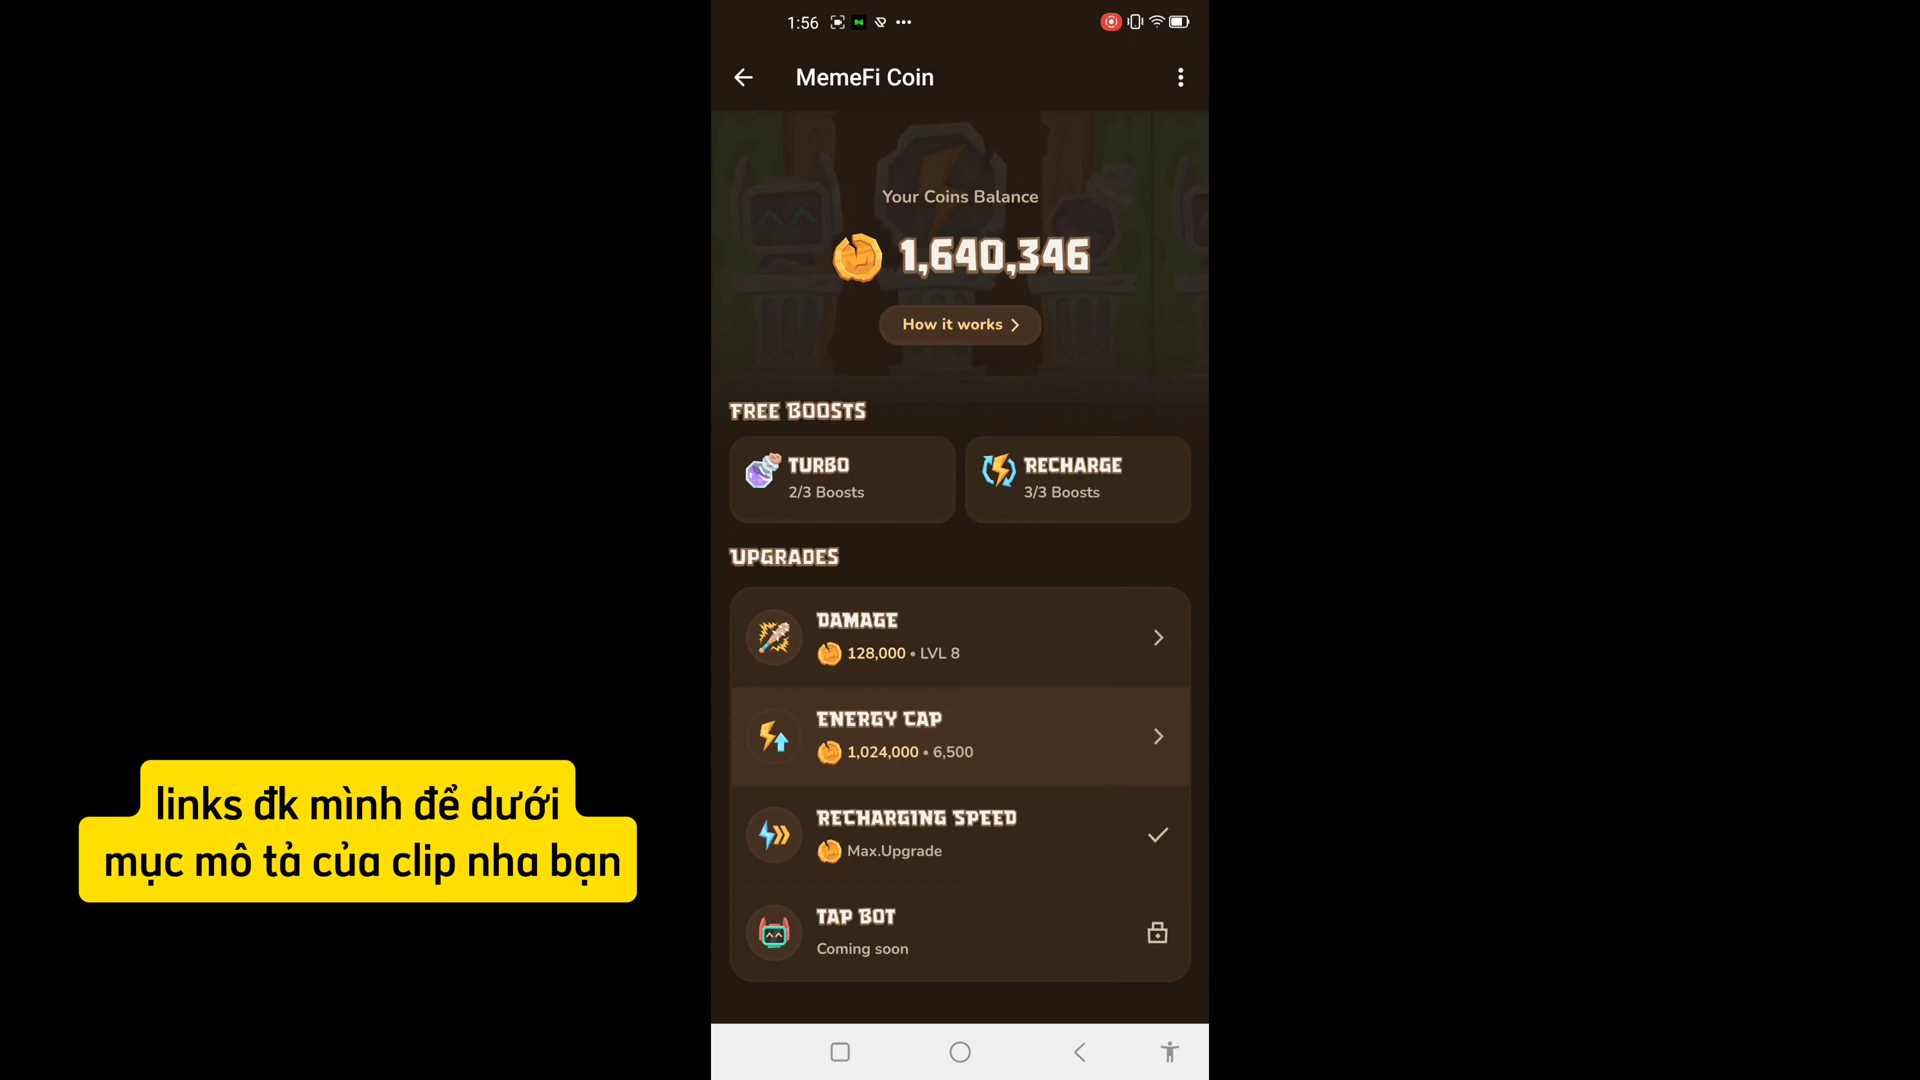 1:56
MemeFi Coin
Your Coins Balance
1,640,346
How it works
FREE BOOSTS
TURBO
2/3 Boosts
RECHARGE
3/3 Boosts
UPGRADES
DAMAGE
128,000 • LVL 8
ENERGY CAP
1,024,000 • 6,500
RECHARGING SPEED
Max.Upgrade
TAP BOT
Coming soon
links đk mình để dưới
mục mô tả của clip nha bạn